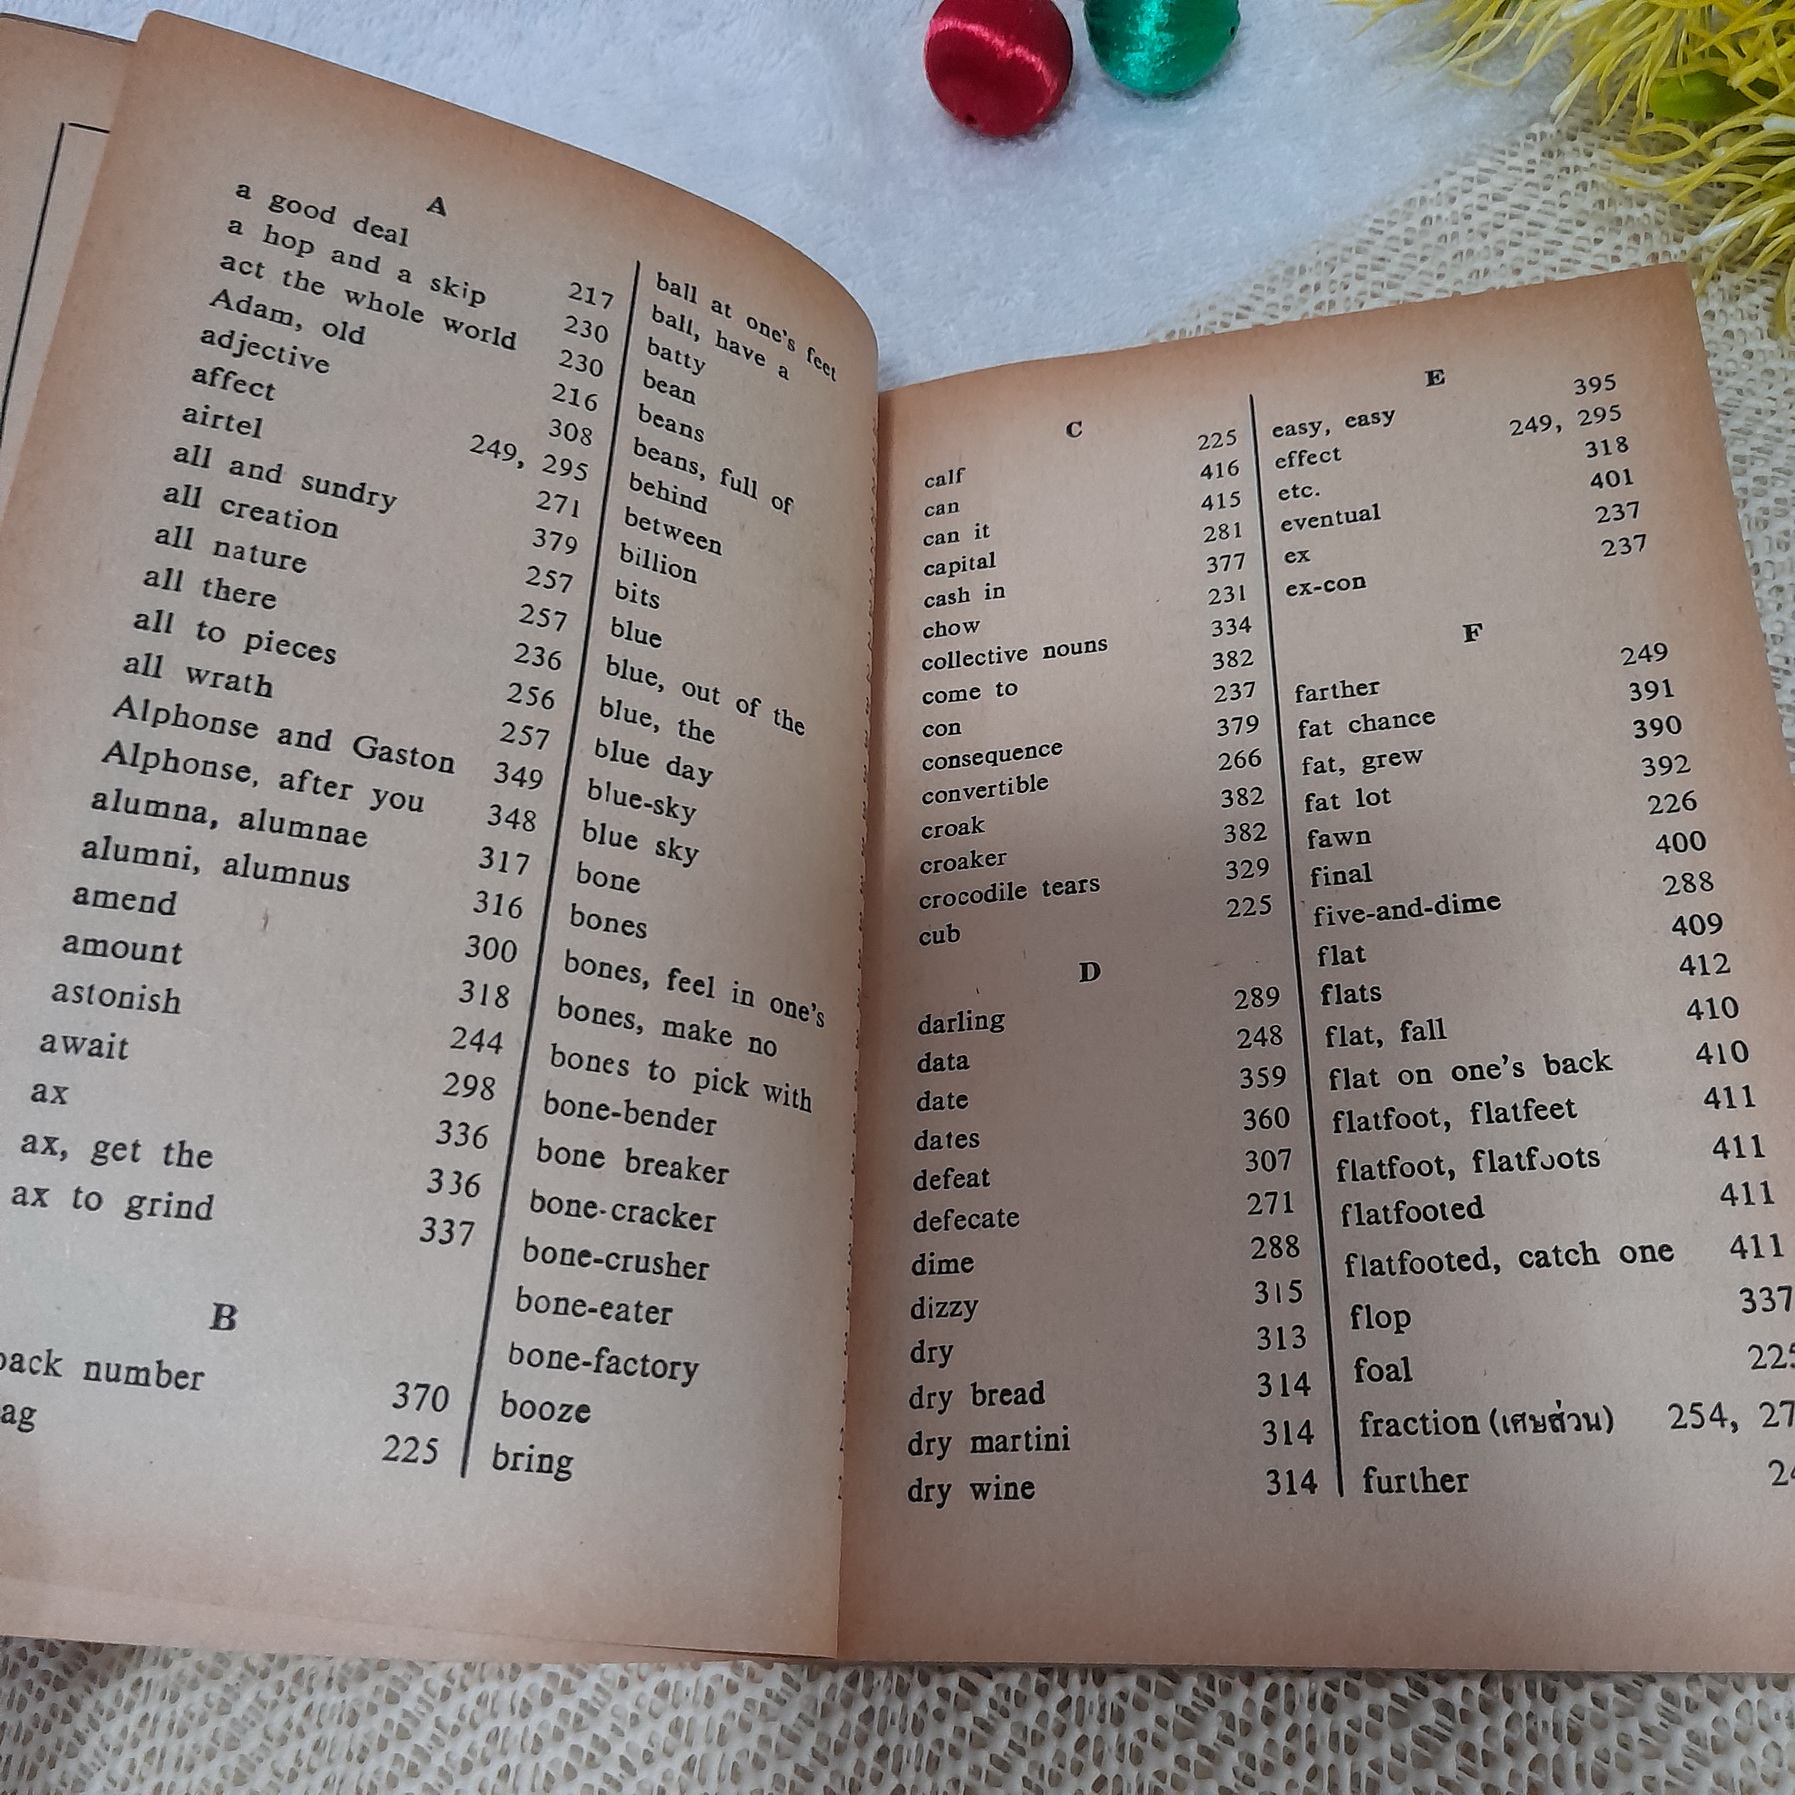 A
a good deal 217
a hop and a skip 230
act the whole world 230
Adam, old 216
adjective 308
affect 249, 295
airtel 271
all and sundry 379
all creation 257
all nature 257
all there 236
all to pieces 256
all wrath 257
Alphonse and Gaston 349
Alphonse, after you 348
alumna, alumnae 317
alumni, alumnus 316
amend 300
amount 318
astonish 244
await 298
ax 336
ax, get the 336
ax to grind 337
B
back number 370
ag 225
ball at one's feet
ball, have a
batty
bean
beans
beans, full of
behind
between
billion
bits
blue
blue, out of the
blue, the
blue day
blue-sky
blue sky
bone
bones
bones, feel in one's
bones, make no
bones to pick with
bone-bender
bone breaker
bone-cracker
bone-crusher
bone-eater
bone-factory
booze
bring
C
calf 225
can 416
can it 415
capital 281
cash in 377
chow 231
collective nouns 334
come to 382
con 237
consequence 379
convertible 266
croak 382
croaker 382
crocodile tears 329
cub 225
D
darling 289
data 248
date 359
dates 360
defeat 307
defecate 271
dime 288
dizzy 315
dry 313
dry bread 314
dry martini 314
dry wine 314
E
easy, easy 395
effect 249, 295
etc. 318
eventual 401
ex 237
ex-con 237
F
farther 249
fat chance 391
fat, grew 390
fat lot 392
fawn 226
final 400
five-and-dime 288
flat 409
flats 412
flat, fall 410
flat on one's back 410
flatfoot, flatfeet 411
flatfoot, flatfoots 411
flatfooted 411
flatfooted, catch one 411
flop 337
foal 225
fraction (เศษส่วน) 254, 27
further 24